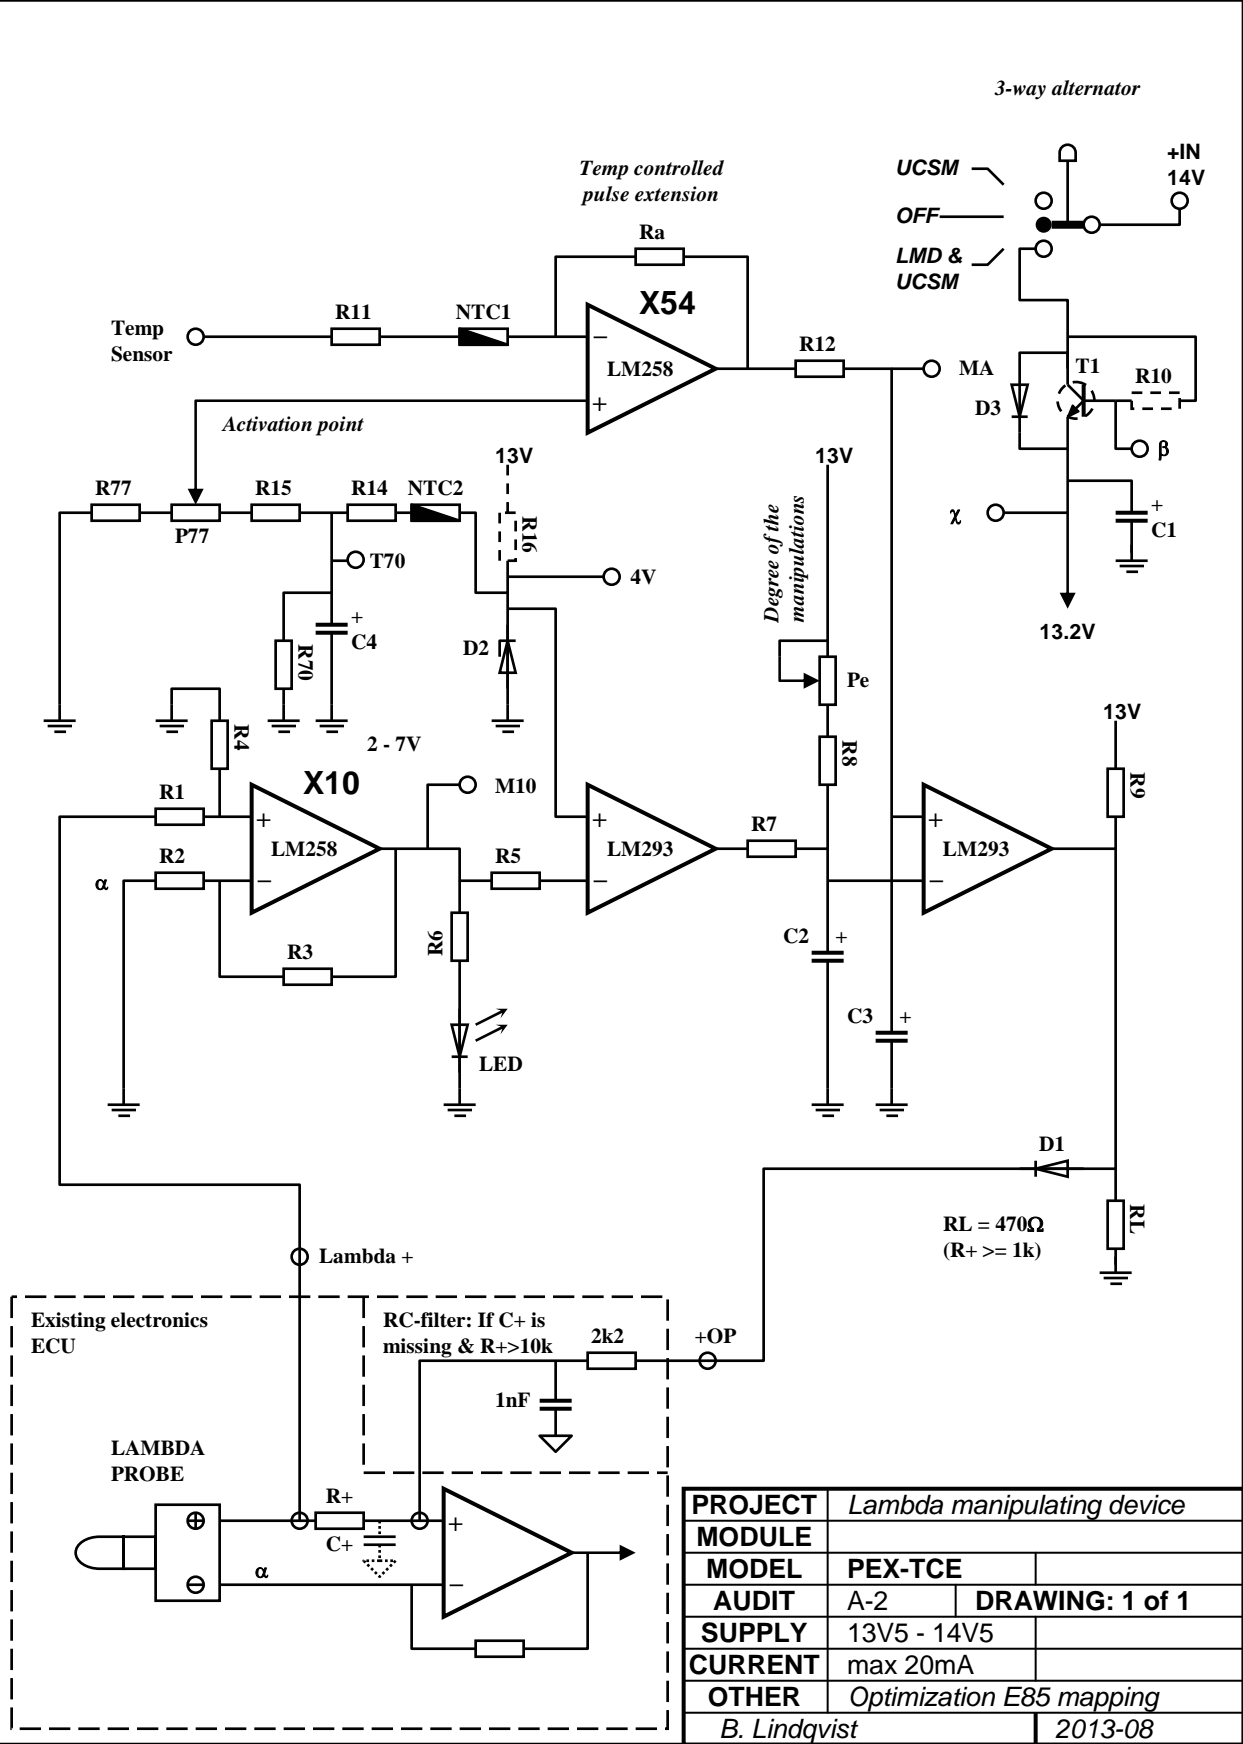 3-way alternator
UCSM
OFF
LMD &
UCSM
+IN
14V
Temp controlled
pulse extension
Ra
X54
R11
NTC1
Temp
Sensor
−
LM258
+
R12
MA
D3
T1
R10
β
χ
+
C1
13.2V
Activation point
13V
R77
P77
R15
R14
NTC2
R16
T70
4V
+
C4
R70
D2
13V
Degree of the
manipulations
Pe
R8
13V
R9
R4
2 - 7V
X10
M10
R1
R2
α
+
LM258
−
R3
R5
R6
LED
+
LM293
−
R7
C2
+
C3
+
+
LM293
−
D1
RL
RL = 470Ω
(R+ >= 1k)
Lambda +
Existing electronics
ECU
RC-filter: If C+ is
missing & R+>10k
2k2
+OP
1nF
LAMBDA
PROBE
⊕
⊖
R+
C+
α
+
−
PROJECT Lambda manipulating device
MODULE
MODEL PEX-TCE
AUDIT A-2 DRAWING: 1 of 1
SUPPLY 13V5 - 14V5
CURRENT max 20mA
OTHER Optimization E85 mapping
B. Lindqvist 2013-08